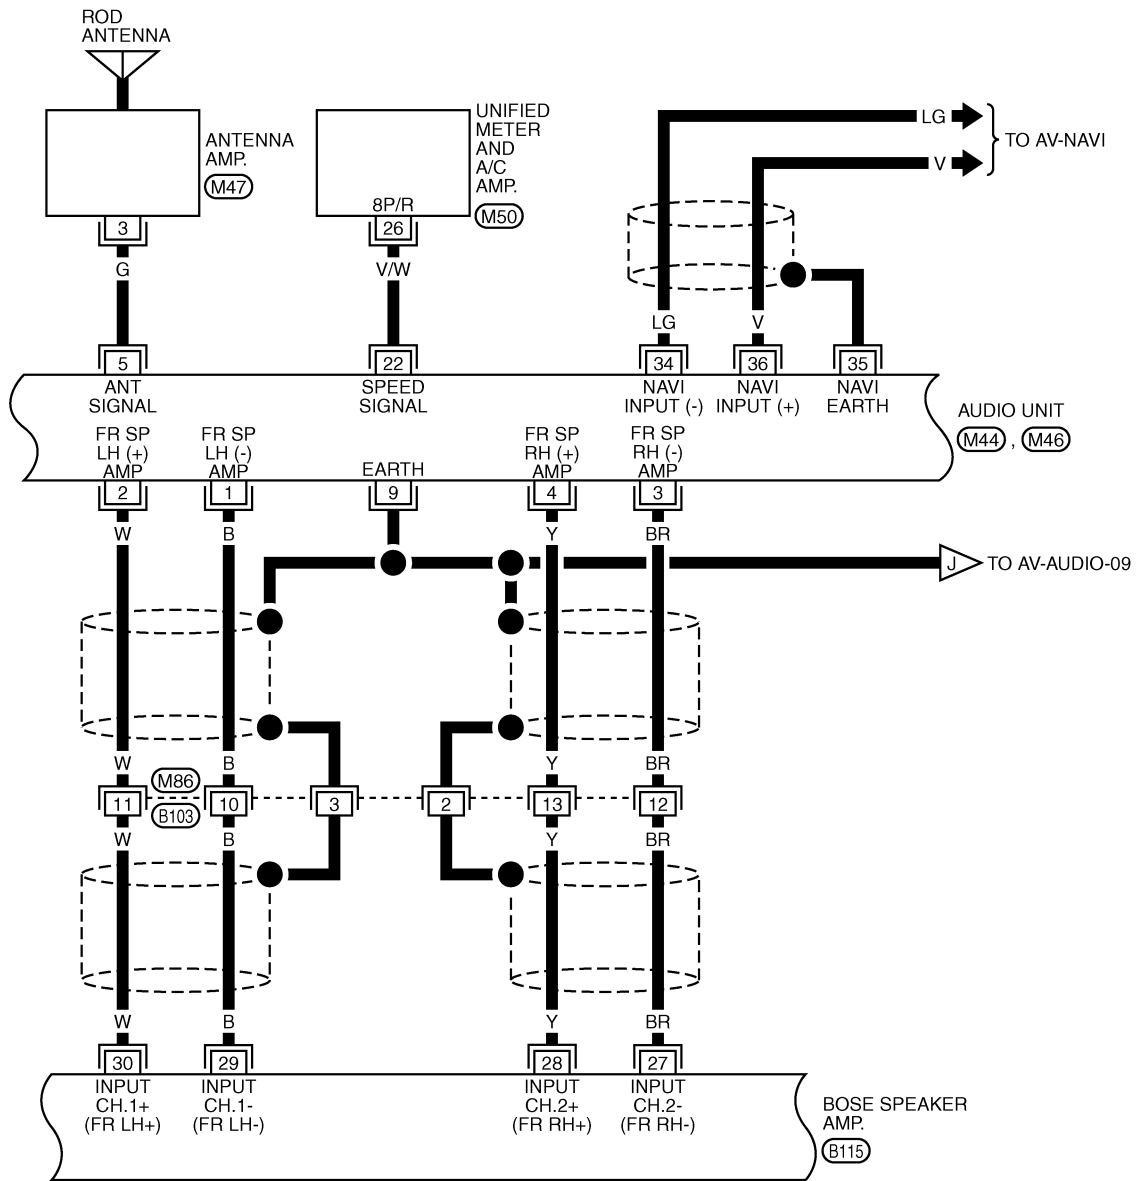 ROD
ANTENNA
ANTENNA
AMP.
M47
3
G
UNIFIED
METER
AND
A/C
AMP.
M50
8P/R
26
V/W
LG
V
TO AV-NAVI
LG
V
5
22
34
36
35
ANT
SIGNAL
SPEED
SIGNAL
NAVI
INPUT (-)
NAVI
INPUT (+)
NAVI
EARTH
AUDIO UNIT
M44 , M46
FR SP
LH (+)
AMP
FR SP
LH (-)
AMP
EARTH
FR SP
RH (+)
AMP
FR SP
RH (-)
AMP
2
1
9
4
3
W
B
Y
BR
J
TO AV-AUDIO-09
W
B
Y
BR
M86
11
10
3
2
13
12
B103
W
B
Y
BR
W
B
Y
BR
30
29
28
27
INPUT
CH.1+
(FR LH+)
INPUT
CH.1-
(FR LH-)
INPUT
CH.2+
(FR RH+)
INPUT
CH.2-
(FR RH-)
BOSE SPEAKER
AMP.
B115